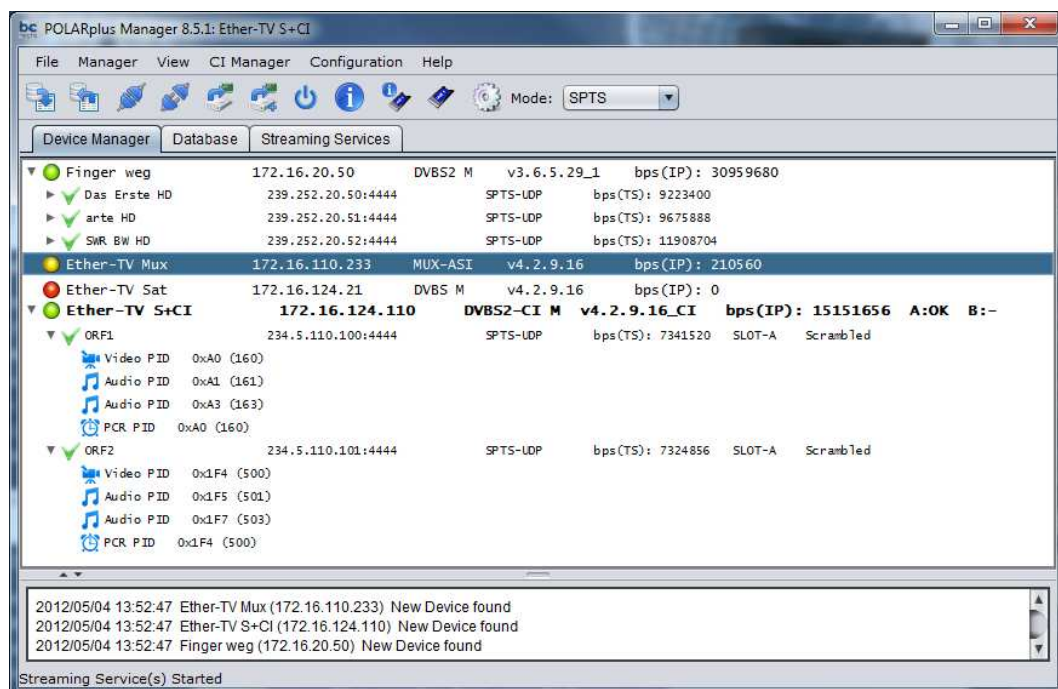 bc POLARplus Manager 8.5.1: Ether-TV S+CI
File Manager View CI Manager Configuration Help
Mode: SPTS
Device Manager Database Streaming Services
Finger weg 172.16.20.50 DVBS2 M v3.6.5.29_1 bps(IP): 30959680
Das Erste HD 239.252.20.50:4444 SPTS-UDP bps(TS): 9223400
arte HD 239.252.20.51:4444 SPTS-UDP bps(TS): 9675888
SWR BW HD 239.252.20.52:4444 SPTS-UDP bps(TS): 11908704
Ether-TV Mux 172.16.110.233 MUX-ASI v4.2.9.16 bps(IP): 210560
Ether-TV Sat 172.16.124.21 DVBS M v4.2.9.16 bps(IP): 0
Ether-TV S+CI 172.16.124.110 DVBS2-CI M v4.2.9.16_CI bps(IP): 15151656 A:OK B:-
ORF1 234.5.110.100:4444 SPTS-UDP bps(TS): 7341520 SLOT-A Scrambled
Video PID 0xA0 (160)
Audio PID 0xA1 (161)
Audio PID 0xA3 (163)
PCR PID 0xA0 (160)
ORF2 234.5.110.101:4444 SPTS-UDP bps(TS): 7324856 SLOT-A Scrambled
Video PID 0x1F4 (500)
Audio PID 0x1F5 (501)
Audio PID 0x1F7 (503)
PCR PID 0x1F4 (500)
2012/05/04 13:52:47 Ether-TV Mux (172.16.110.233) New Device found
2012/05/04 13:52:47 Ether-TV S+CI (172.16.124.110) New Device found
2012/05/04 13:52:47 Finger weg (172.16.20.50) New Device found
Streaming Service(s) Started